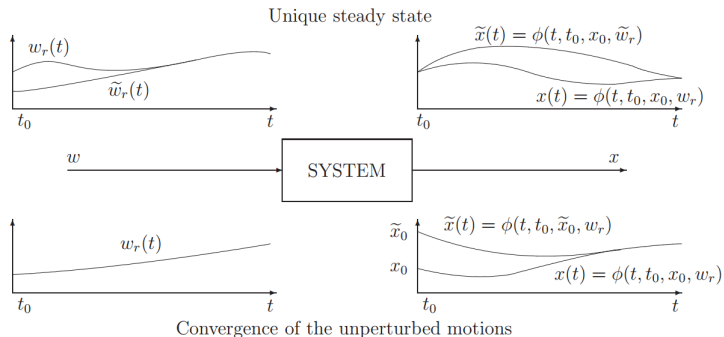 Unique steady state
w_r(t)
w̃_r(t)
t_0
t
x̃(t) = ϕ(t, t_0, x_0, w̃_r)
x(t) = ϕ(t, t_0, x_0, w_r)
t_0
t
w
SYSTEM
x
w_r(t)
t_0
t
x̃_0
x̃(t) = ϕ(t, t_0, x̃_0, w_r)
x_0
x(t) = ϕ(t, t_0, x_0, w_r)
t_0
t
Convergence of the unperturbed motions